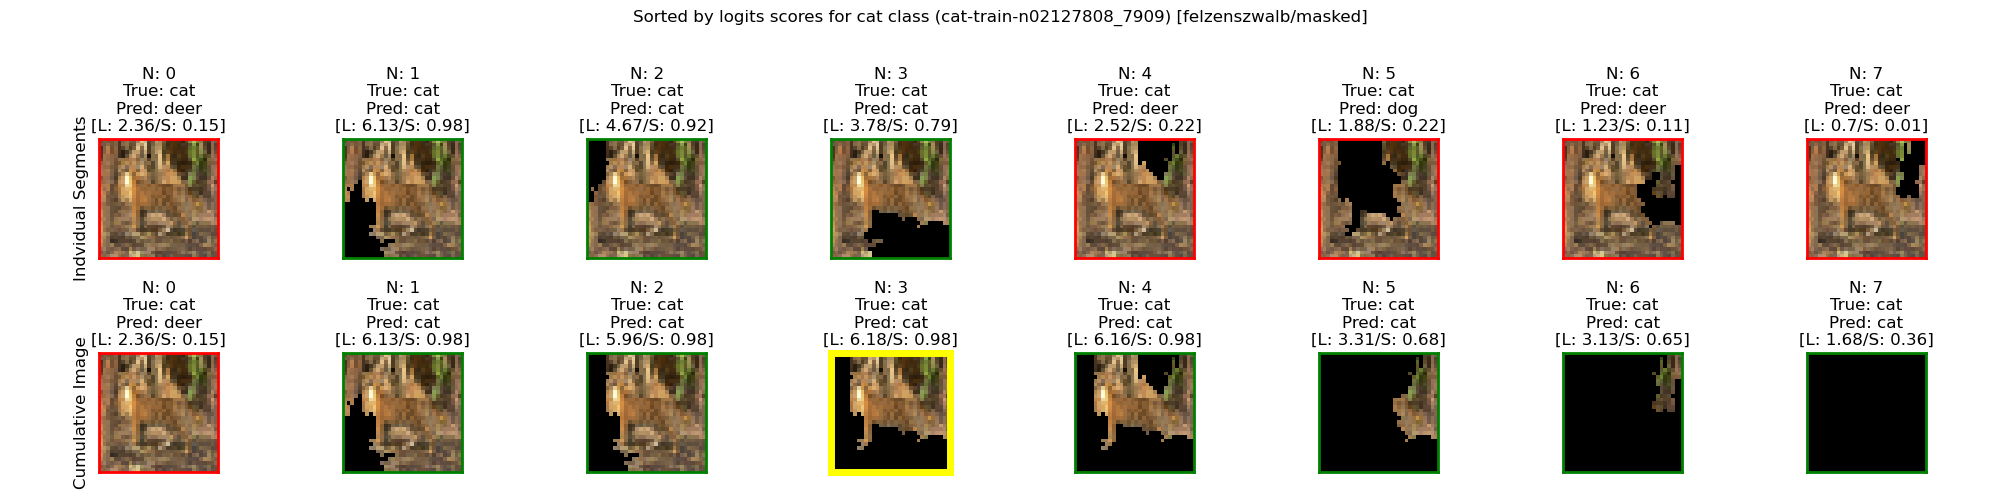 Sorted by logits scores for cat class (cat-train-n02127808_7909) [felzenszwalb/masked]
Indvidual Segments
N: 0
True: cat
Pred: deer
[L: 2.36/S: 0.15]
N: 1
True: cat
Pred: cat
[L: 6.13/S: 0.98]
N: 2
True: cat
Pred: cat
[L: 4.67/S: 0.92]
N: 3
True: cat
Pred: cat
[L: 3.78/S: 0.79]
N: 4
True: cat
Pred: deer
[L: 2.52/S: 0.22]
N: 5
True: cat
Pred: dog
[L: 1.88/S: 0.22]
N: 6
True: cat
Pred: deer
[L: 1.23/S: 0.11]
N: 7
True: cat
Pred: deer
[L: 0.7/S: 0.01]
Cumulative Image
N: 0
True: cat
Pred: deer
[L: 2.36/S: 0.15]
N: 1
True: cat
Pred: cat
[L: 6.13/S: 0.98]
N: 2
True: cat
Pred: cat
[L: 5.96/S: 0.98]
N: 3
True: cat
Pred: cat
[L: 6.18/S: 0.98]
N: 4
True: cat
Pred: cat
[L: 6.16/S: 0.98]
N: 5
True: cat
Pred: cat
[L: 3.31/S: 0.68]
N: 6
True: cat
Pred: cat
[L: 3.13/S: 0.65]
N: 7
True: cat
Pred: cat
[L: 1.68/S: 0.36]